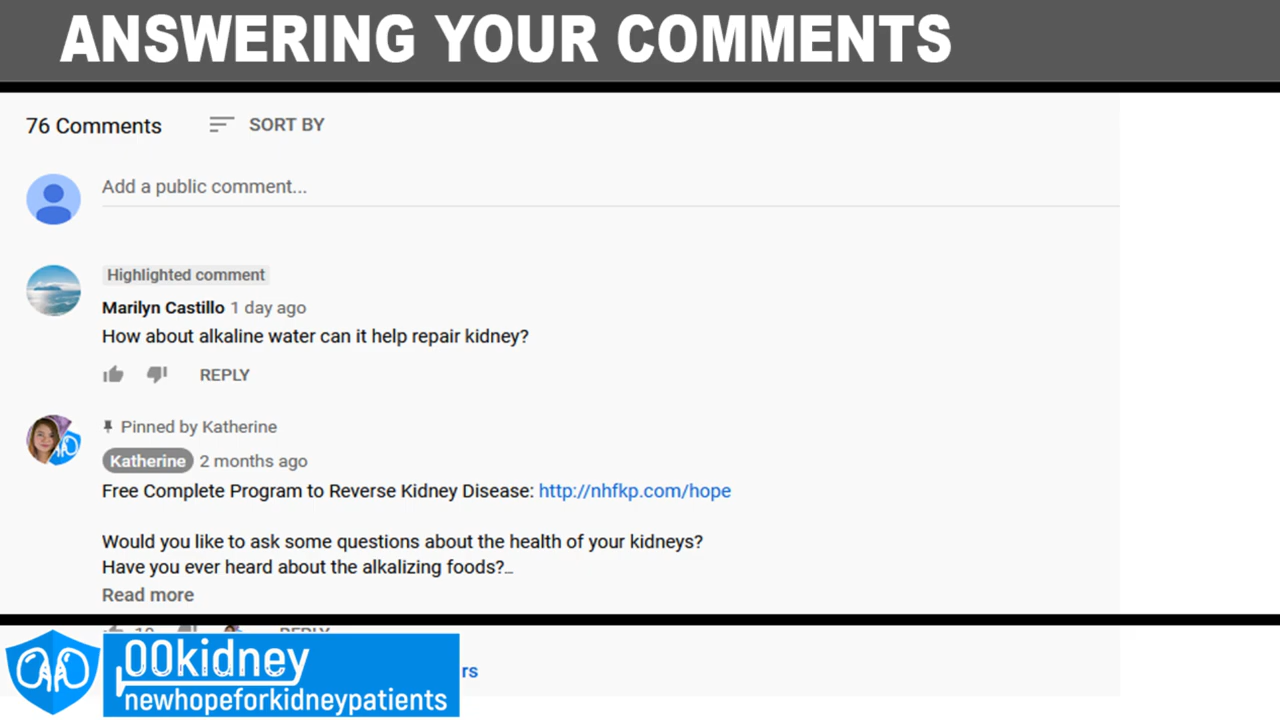 ANSWERING YOUR COMMENTS
76 Comments SORT BY
Add a public comment...
Highlighted comment
Marilyn Castillo 1 day ago
How about alkaline water can it help repair kidney?
REPLY
Pinned by Katherine
Katherine 2 months ago
Free Complete Program to Reverse Kidney Disease: http://nhfkp.com/hope
Would you like to ask some questions about the health of your kidneys?
Have you ever heard about the alkalizing foods?...
Read more
00kidney
rs
newhopeforkidneypatients